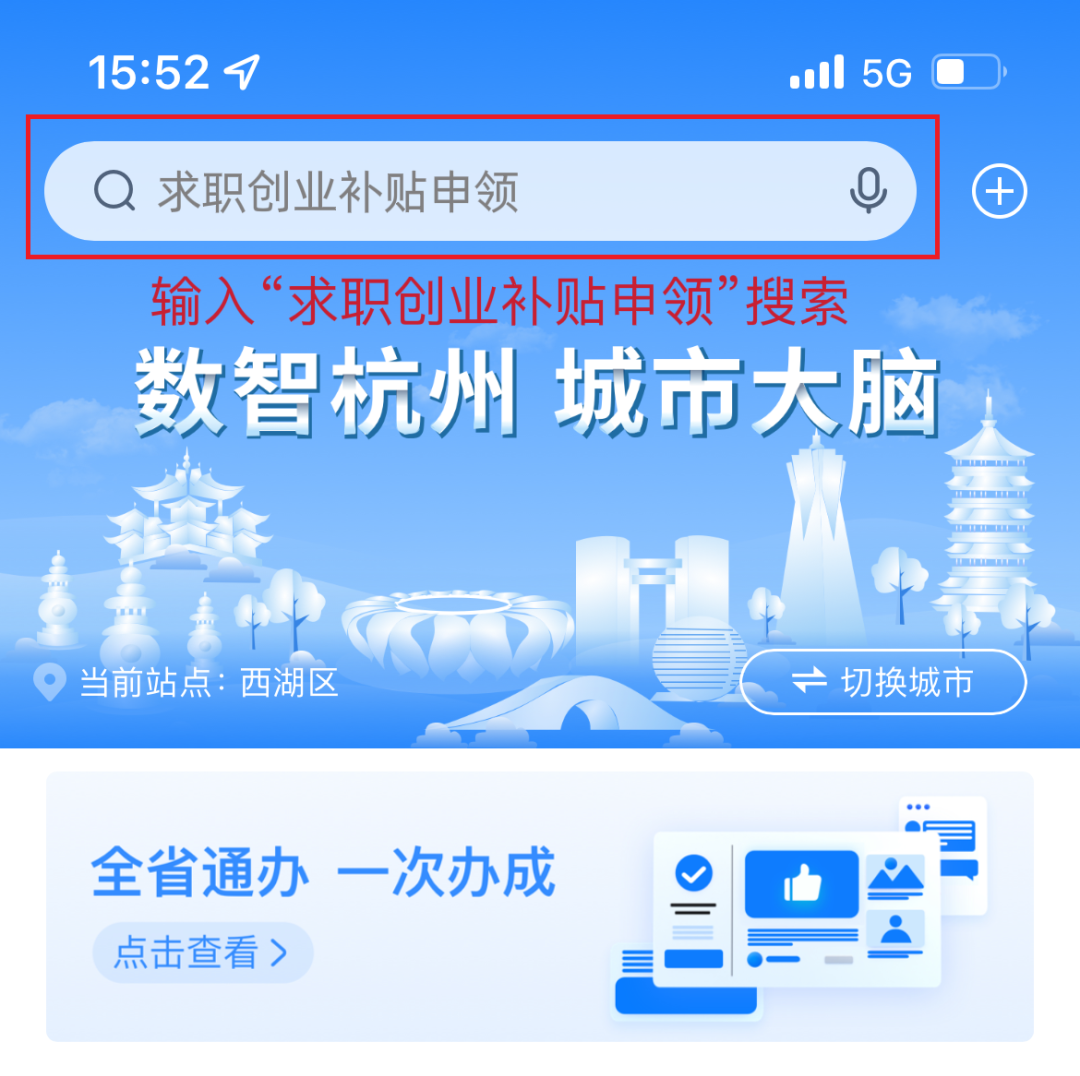 15:52 5G
求职创业补贴申领
输入“求职创业补贴申领”搜索
数智杭州 城市大脑
当前站点：西湖区 切换城市
全省通办 一次办成
点击查看